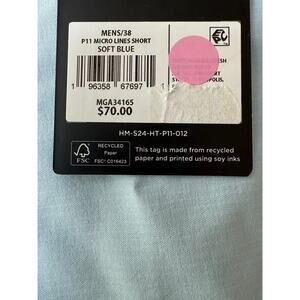 MENS/38
P11 MICRO LINES SHORT
SOFT BLUE
1 96358 67697
MGA34165
$70.00
HM-S24-HT-P11-012
FSC
RECYCLED
Paper
FSC® C016423
This tag is made from recycled
paper and printed using soy inks